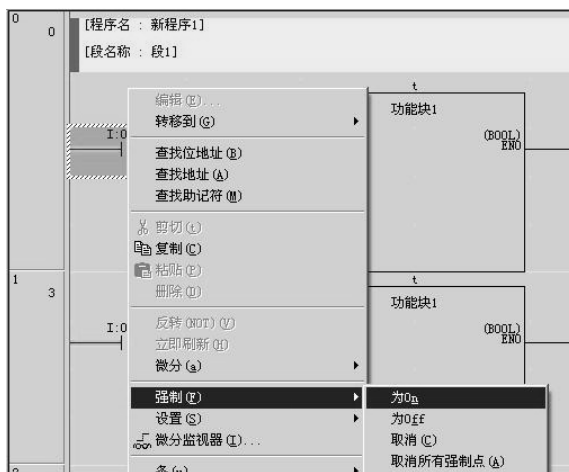 0
0
[程序名 : 新程序1]
[段名称 : 段1]
t
功能块1
(BOOL)
ENO
I:0
编辑(E)...
转移到(G)
查找位地址(B)
查找地址(A)
查找助记符(M)
剪切(t)
复制(C)
粘贴(P)
删除(D)
1
3
t
功能块1
(BOOL)
ENO
I:0
反转(NOT)(V)
立即刷新(H)
微分(a)
强制(F)
设置(S)
微分监视器(I)...
为On
为Off
取消(C)
取消所有强制点(A)